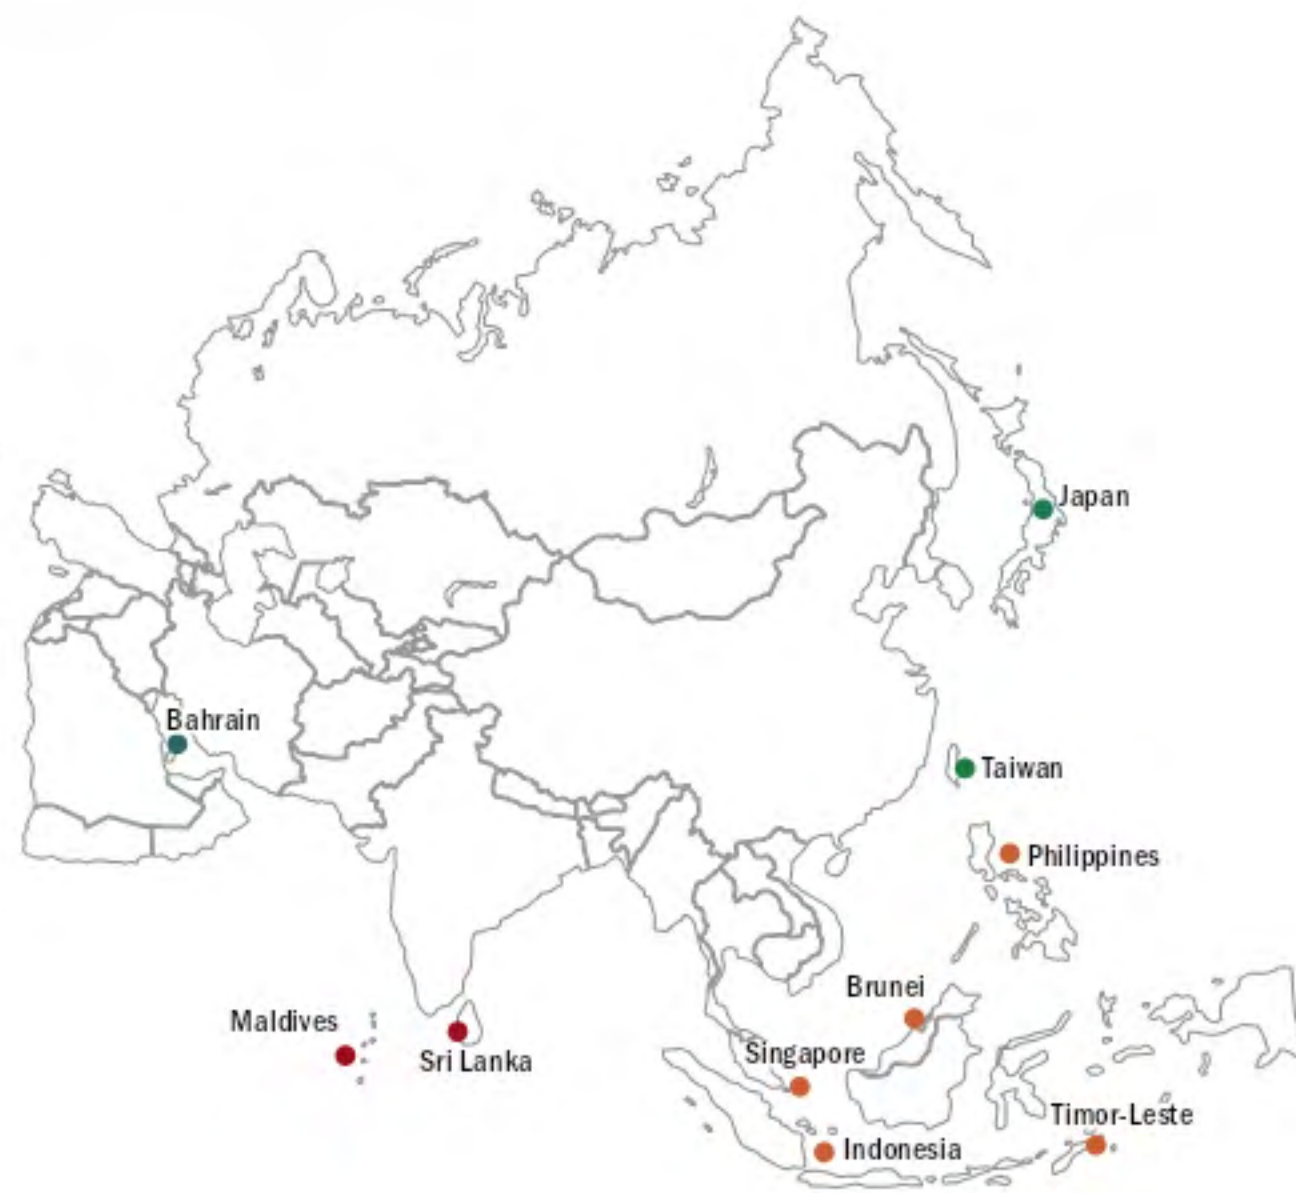 Japan
Bahrain
Taiwan
Philippines
Brunei
Maldives
Singapore
Sri Lanka
Timor-Leste
Indonesia